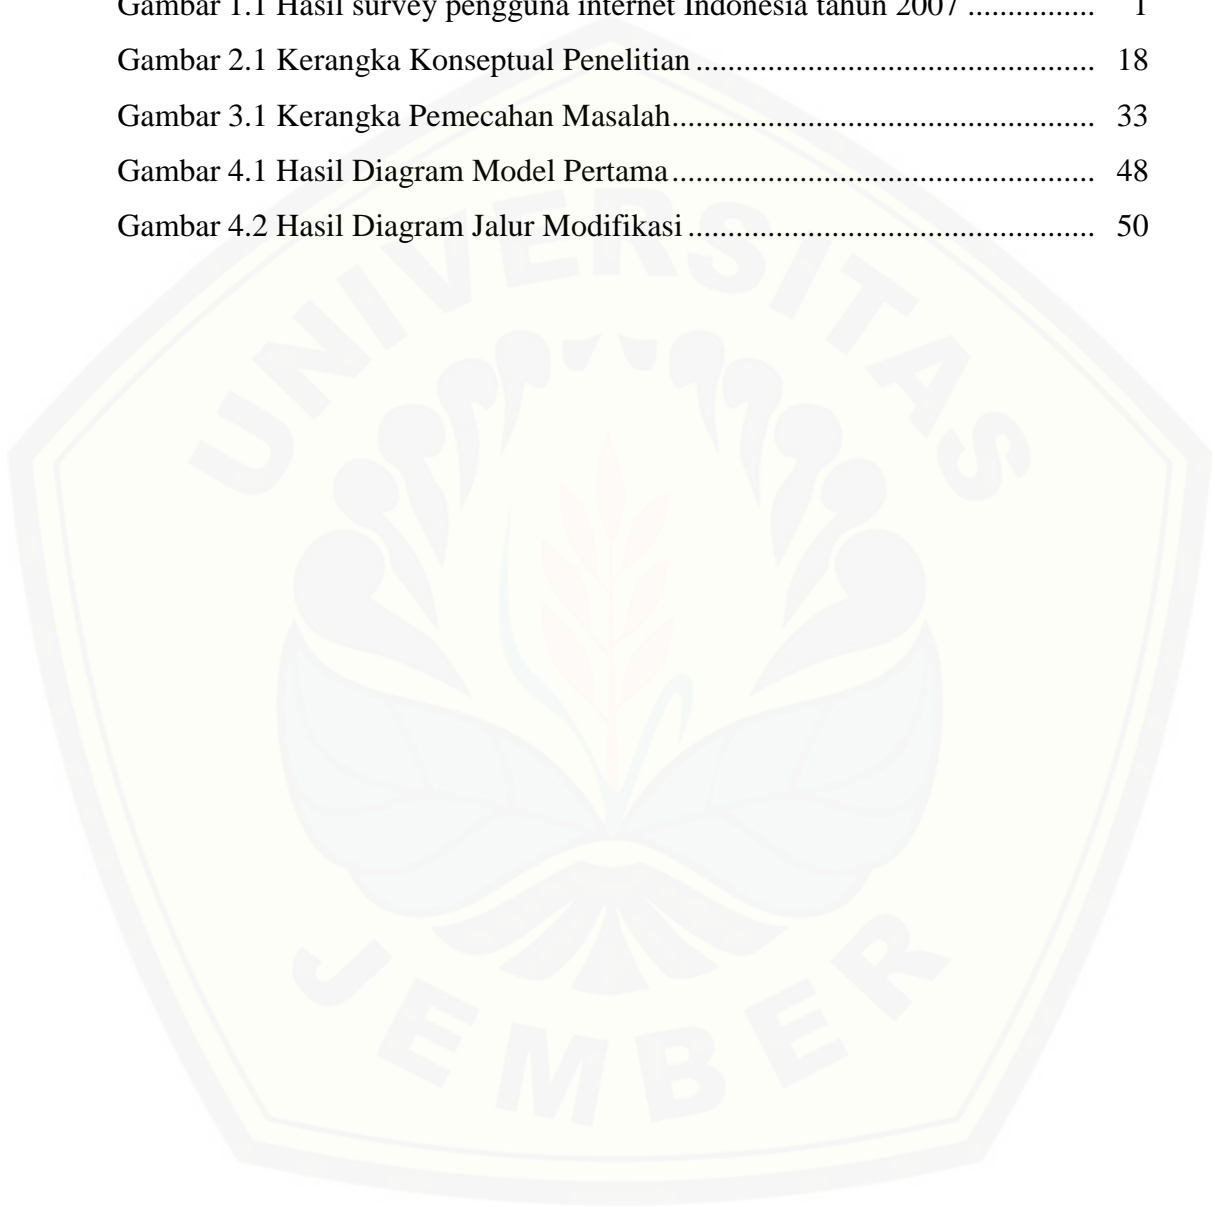 Gambar 1.1 Hasil survey pengguna internet Indonesia tahun 2007 ................ 1
Gambar 2.1 Kerangka Konseptual Penelitian .................................................. 18
Gambar 3.1 Kerangka Pemecahan Masalah..................................................... 33
Gambar 4.1 Hasil Diagram Model Pertama..................................................... 48
Gambar 4.2 Hasil Diagram Jalur Modifikasi ................................................... 50
UNIVERSITAS
JEMBER